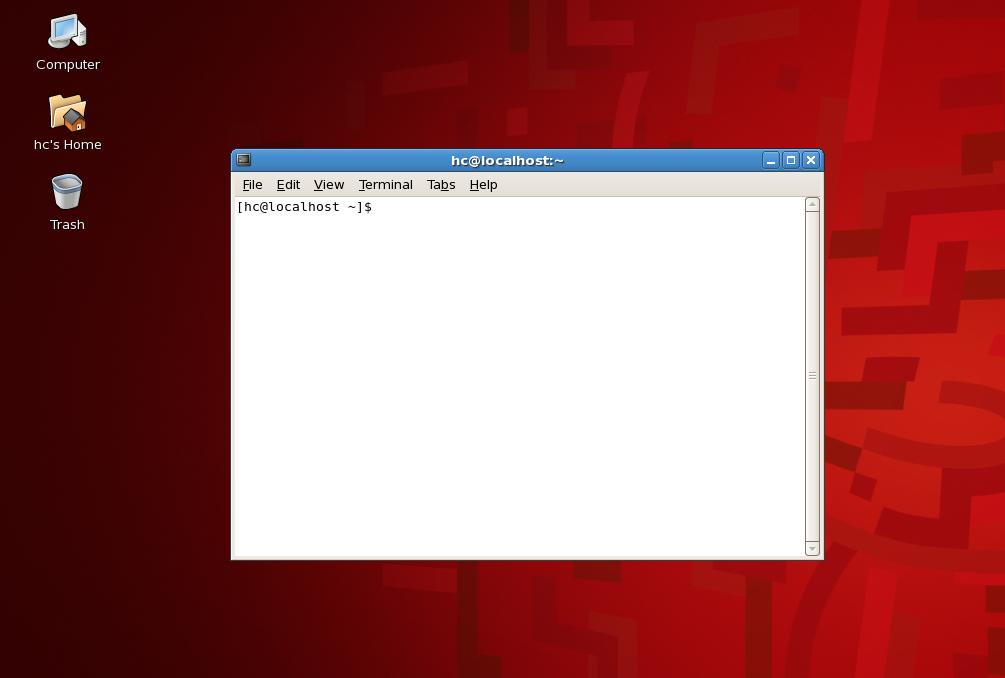 Computer
hc's Home
Trash
hc@localhost:~
File Edit View Terminal Tabs Help
[hc@localhost ~]$